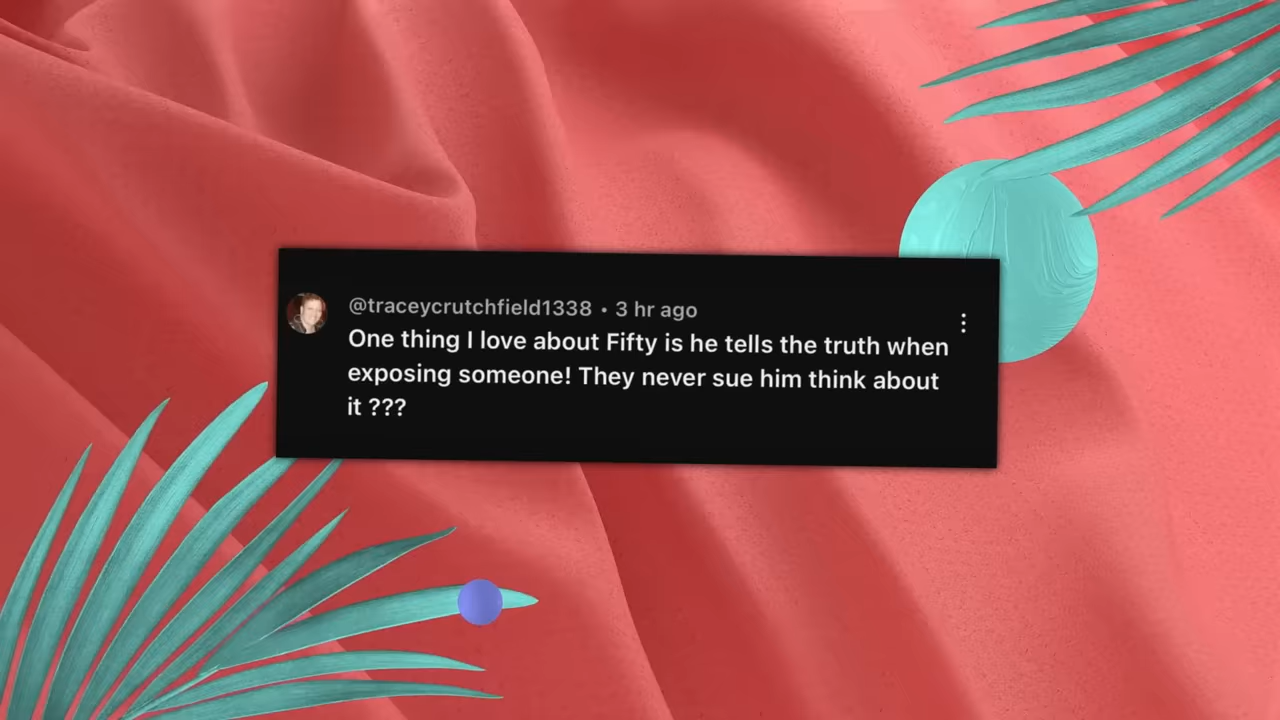 @traceycrutchfield1338 • 3 hr ago
One thing I love about Fifty is he tells the truth when
exposing someone! They never sue him think about
it ???